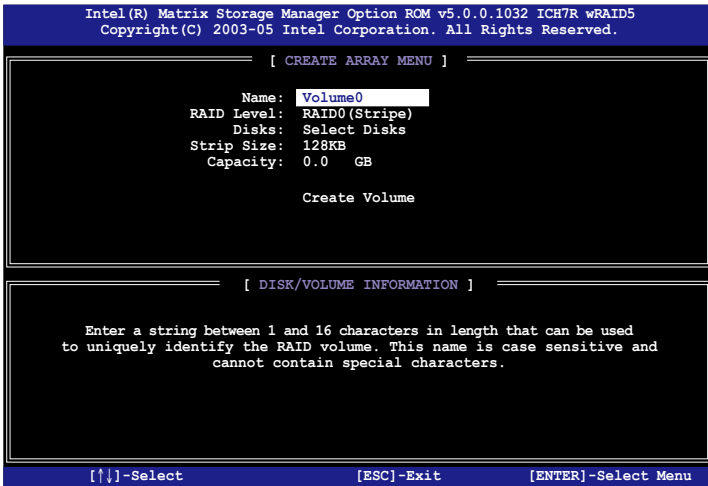 Intel(R) Matrix Storage Manager Option ROM v5.0.0.1032 ICH7R wRAID5
Copyright(C) 2003-05 Intel Corporation. All Rights Reserved.
[ CREATE ARRAY MENU ]
Name: Volume0
RAID Level: RAID0(Stripe)
Disks: Select Disks
Strip Size: 128KB
Capacity: 0.0 GB
Create Volume
[ DISK/VOLUME INFORMATION ]
Enter a string between 1 and 16 characters in length that can be used
to uniquely identify the RAID volume. This name is case sensitive and
cannot contain special characters.
[↑↓]-Select [ESC]-Exit [ENTER]-Select Menu